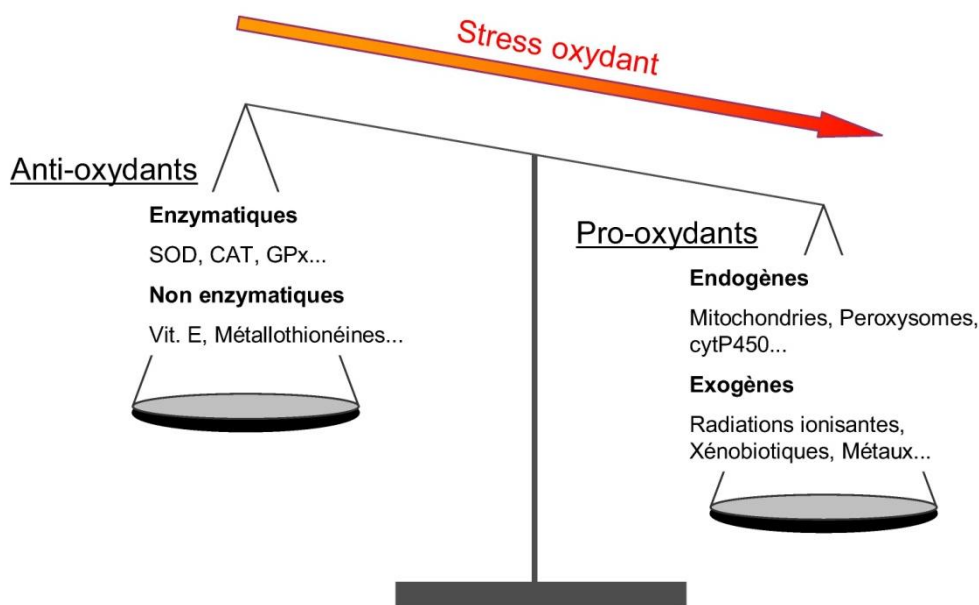 Stress oxydant
Anti-oxydants
Enzymatiques
SOD, CAT, GPx...
Non enzymatiques
Vit. E, Métallothionéines...
Pro-oxydants
Endogènes
Mitochondries, Peroxysomes,
cytP450...
Exogènes
Radiations ionisantes,
Xénobiotiques, Métaux...